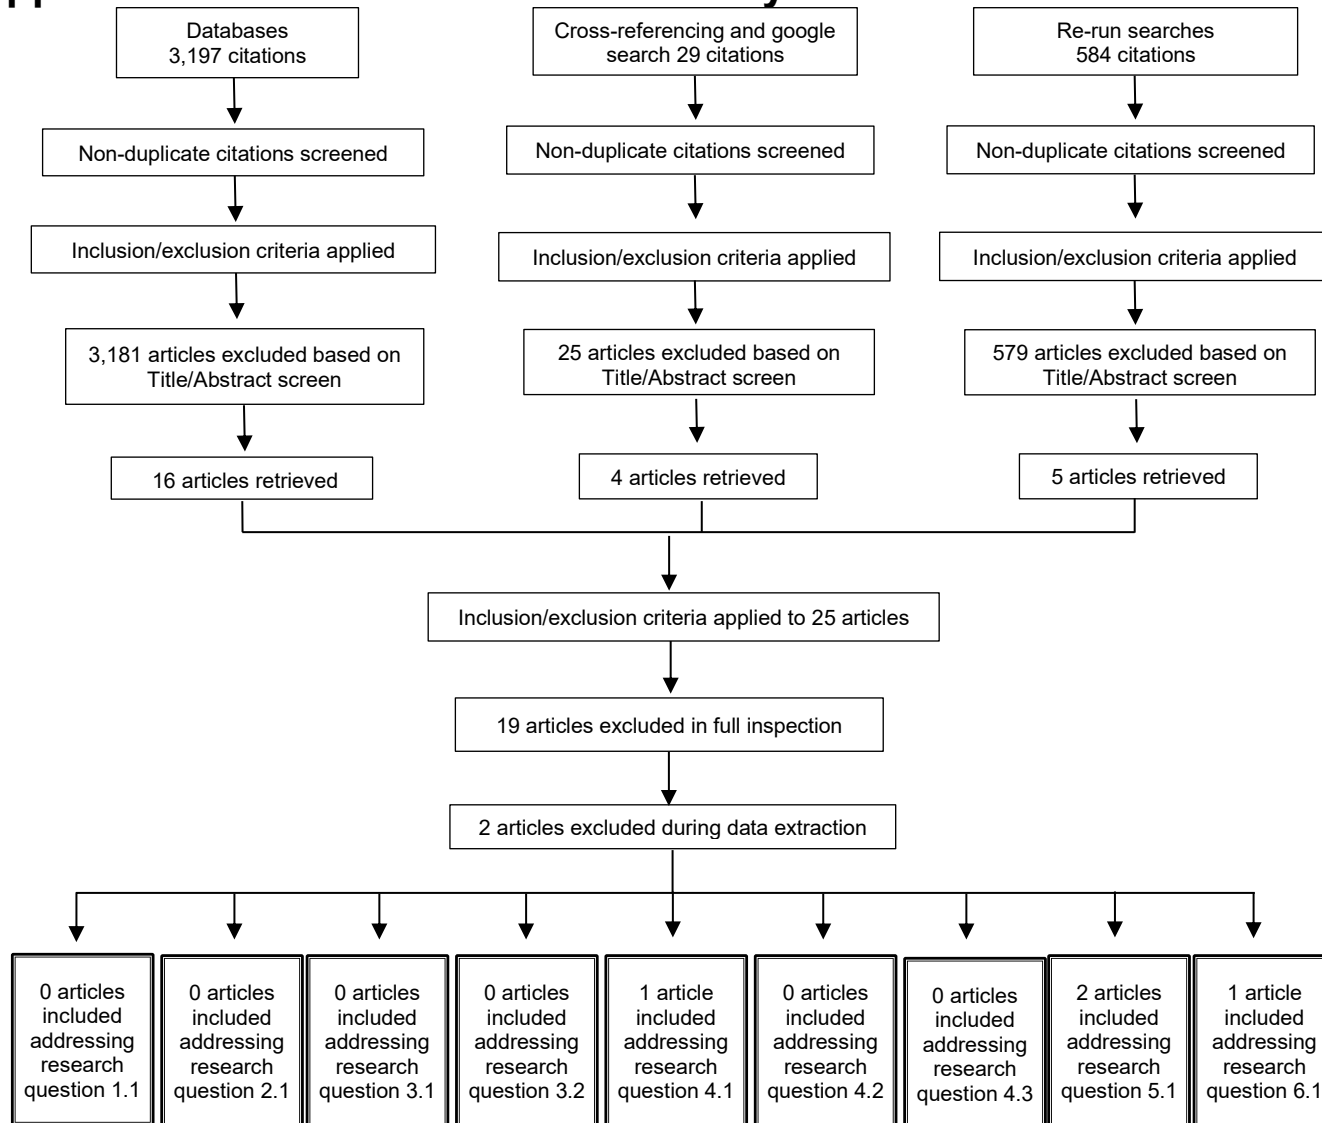 Databases
3,197 citations
Cross-referencing and google
search 29 citations
Re-run searches
584 citations
Non-duplicate citations screened
Non-duplicate citations screened
Non-duplicate citations screened
Inclusion/exclusion criteria applied
Inclusion/exclusion criteria applied
Inclusion/exclusion criteria applied
3,181 articles excluded based on
Title/Abstract screen
25 articles excluded based on
Title/Abstract screen
579 articles excluded based on
Title/Abstract screen
16 articles retrieved
4 articles retrieved
5 articles retrieved
Inclusion/exclusion criteria applied to 25 articles
19 articles excluded in full inspection
2 articles excluded during data extraction
0 articles
included
addressing
research
question 1.1
0 articles
included
addressing
research
question 2.1
0 articles
included
addressing
research
question 3.1
0 articles
included
addressing
research
question 3.2
1 article
included
addressing
research
question 4.1
0 articles
included
addressing
research
question 4.2
0 articles
included
addressing
research
question 4.3
2 articles
included
addressing
research
question 5.1
1 article
included
addressing
research
question 6.1